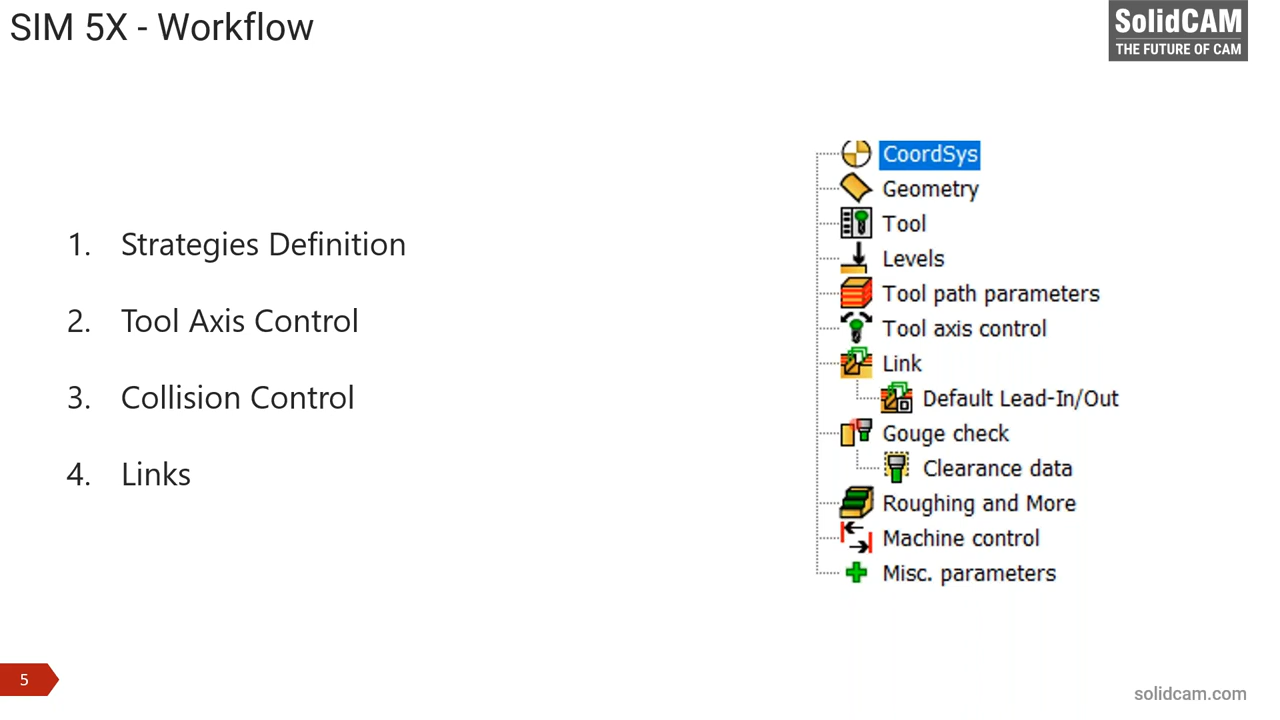 SIM 5X - Workflow
SolidCAM
THE FUTURE OF CAM
1. Strategies Definition
2. Tool Axis Control
3. Collision Control
4. Links
CoordSys
Geometry
Tool
Levels
Tool path parameters
Tool axis control
Link
Default Lead-In/Out
Gouge check
Clearance data
Roughing and More
Machine control
Misc. parameters
5
solidcam.com